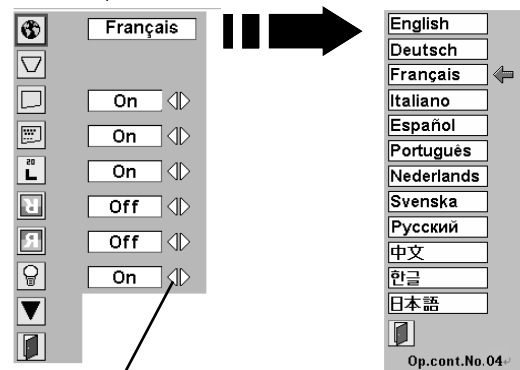 Français
On
On
20
L
On
Off
Off
On
English
Deutsch
Français
Italiano
Español
Português
Nederlands
Svenska
Русский
中文
한글
日本語
Op.cont.No.04